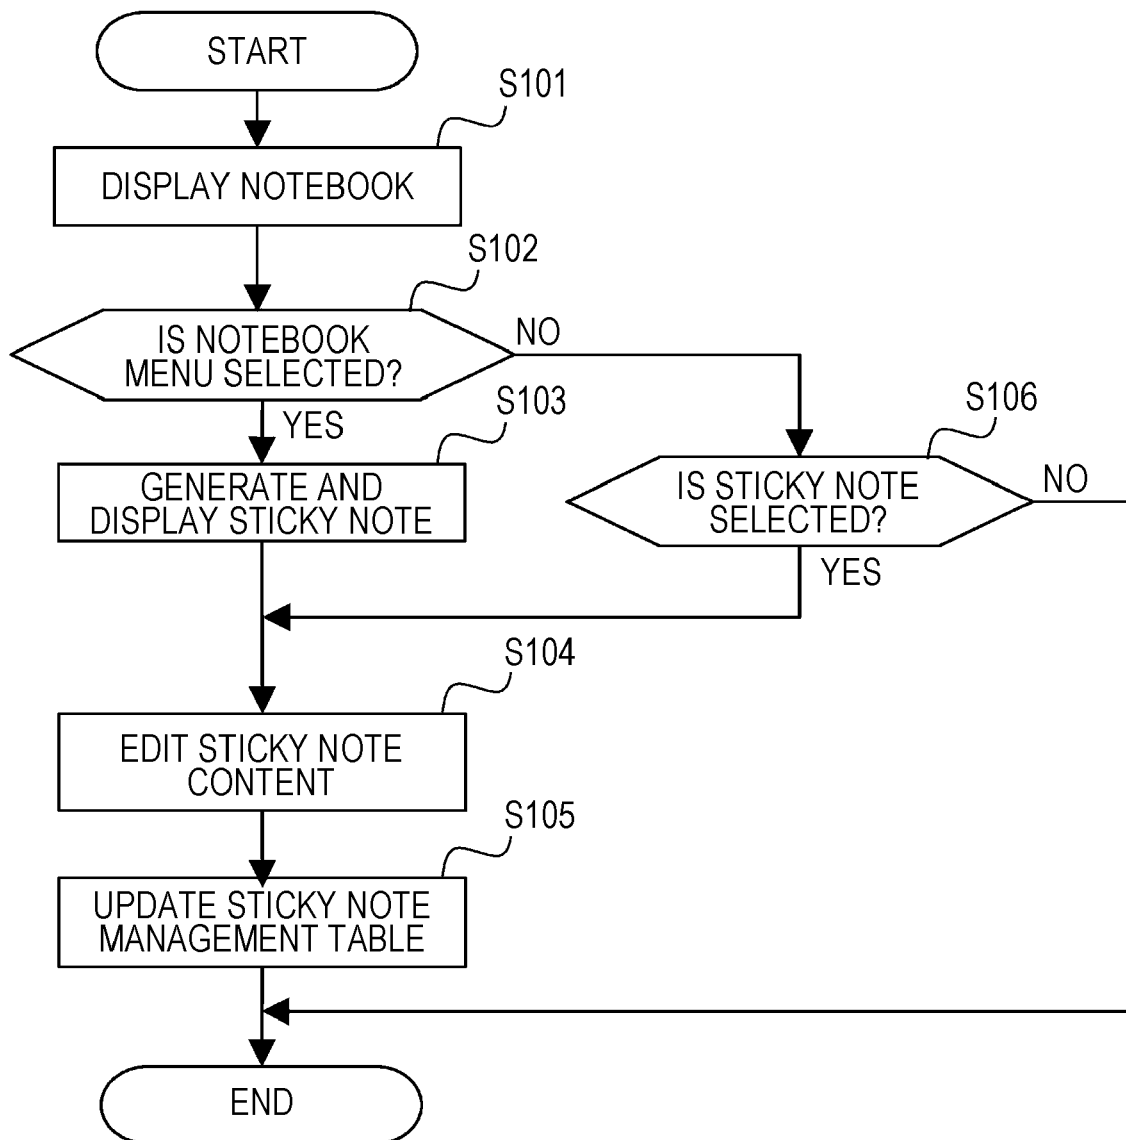 START
S101
DISPLAY NOTEBOOK
S102
IS NOTEBOOK
MENU SELECTED?
NO
YES
S103
GENERATE AND
DISPLAY STICKY NOTE
S106
IS STICKY NOTE
SELECTED?
NO
YES
S104
EDIT STICKY NOTE
CONTENT
S105
UPDATE STICKY NOTE
MANAGEMENT TABLE
END